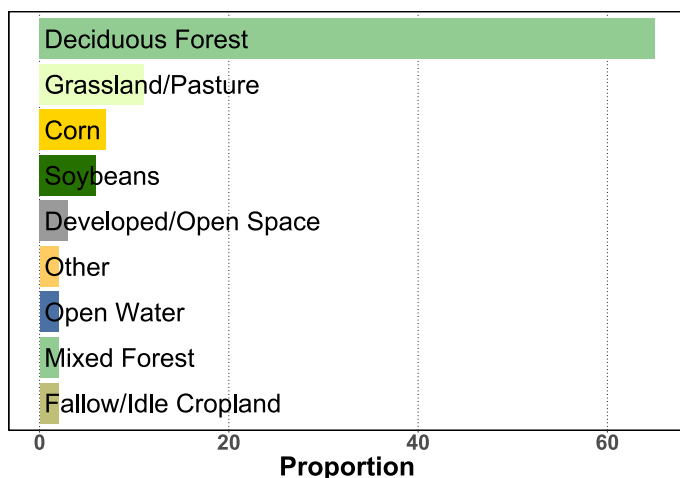 Deciduous Forest
Grassland/Pasture
Corn
Soybeans
Developed/Open Space
Other
Open Water
Mixed Forest
Fallow/Idle Cropland
0 20 40 60
Proportion